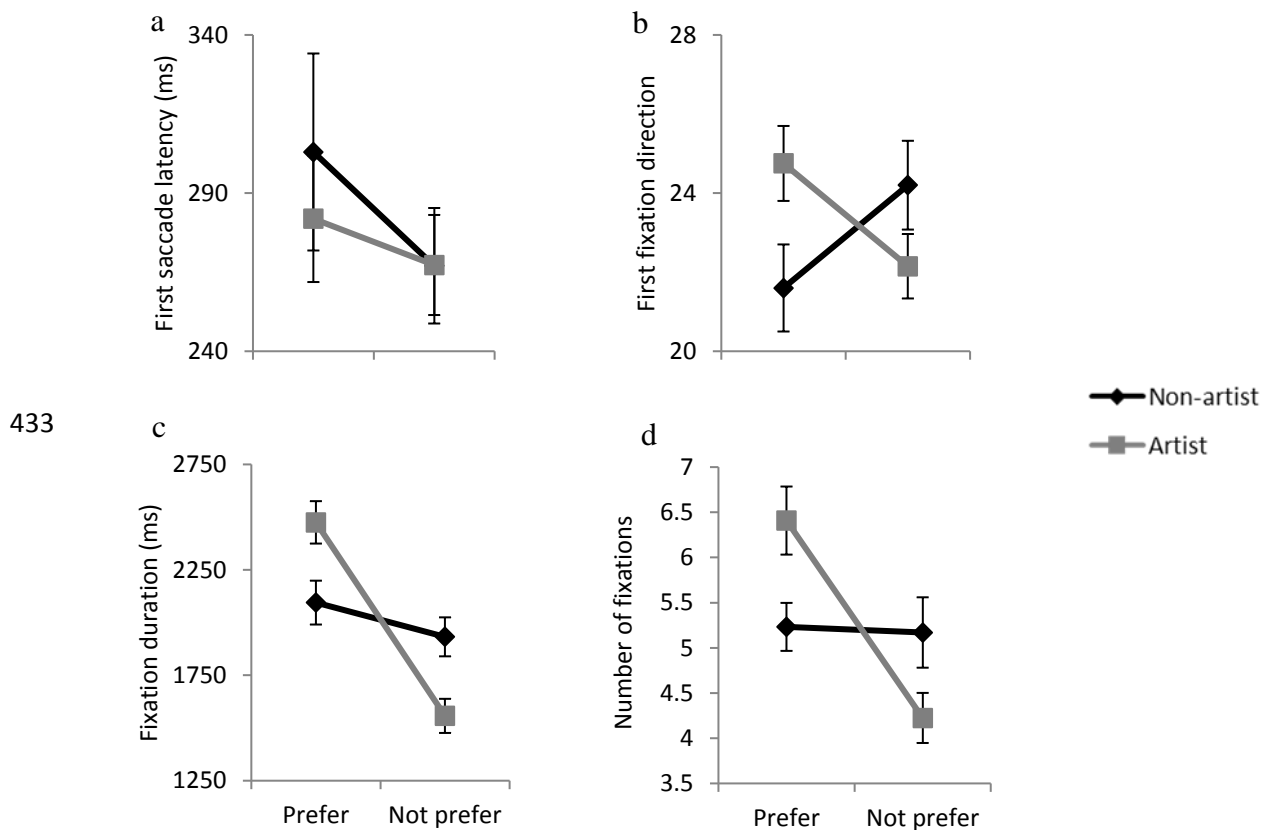 a
340
290
240
First saccade latency (ms)
b
28
24
20
First fixation direction
Non-artist
Artist
433
c
2750
2250
1750
1250
Fixation duration (ms)
Prefer
Not prefer
d
7
6.5
6
5.5
5
4.5
4
3.5
Number of fixations
Prefer
Not prefer